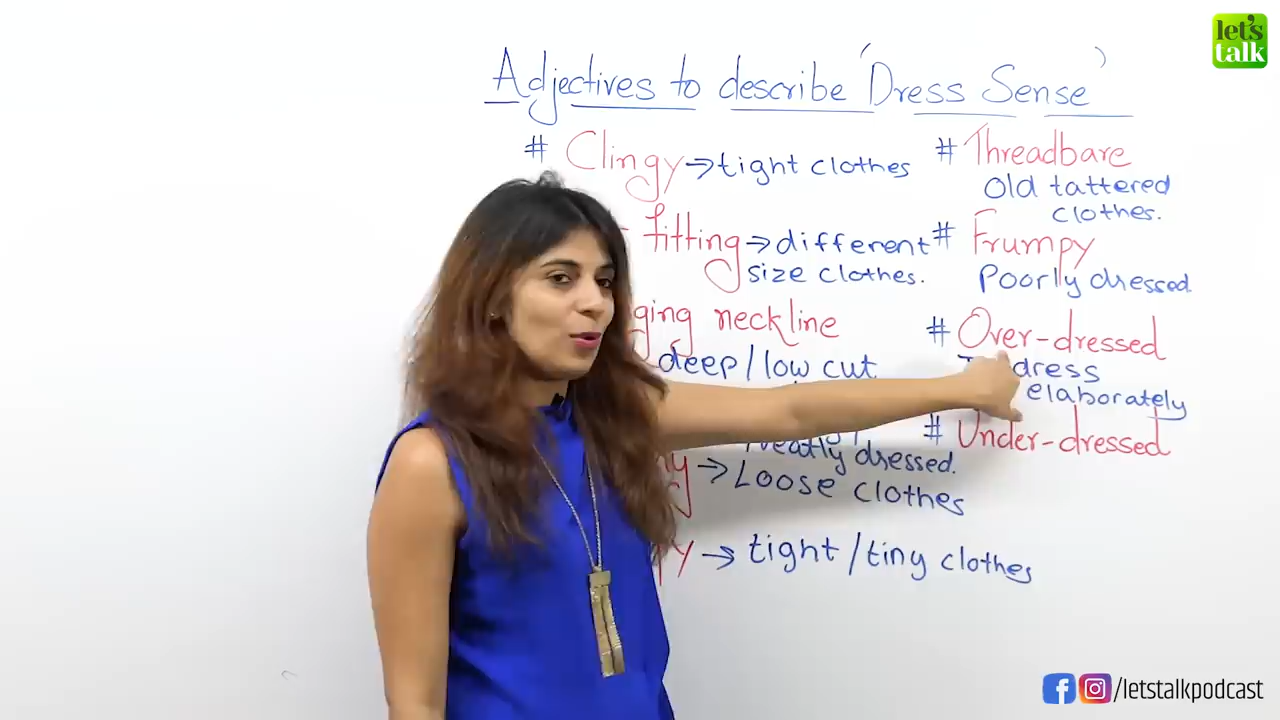 let's
talk
Adjectives to describe 'Dress Sense'
# Clingy → tight clothes
fitting → different
size clothes.
neckline
deep / low cut
Neatly dressed.
→ Loose clothes
→ tight / tiny clothes
# Threadbare
Old tattered
clothes.
# Frumpy
Poorly dressed.
# Over-dressed
dress
elaborately
# Under-dressed
/letstalkpodcast